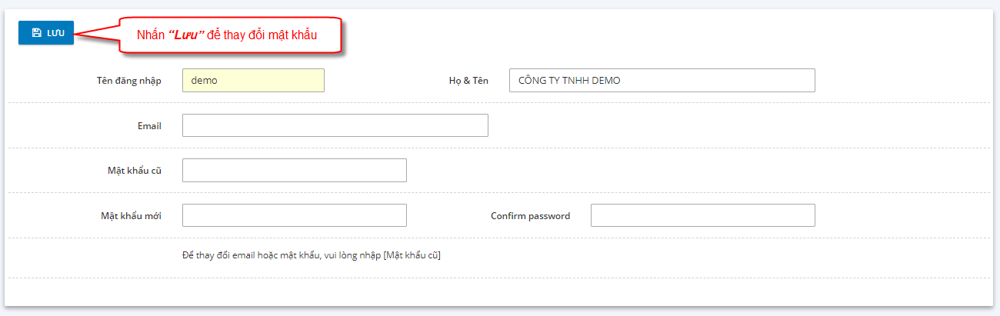 LƯU
Nhấn “Lưu” để thay đổi mật khẩu
Tên đăng nhập demo Họ & Tên CÔNG TY TNHH DEMO
Email
Mật khẩu cũ
Mật khẩu mới Confirm password
Để thay đổi email hoặc mật khẩu, vui lòng nhập [Mật khẩu cũ]